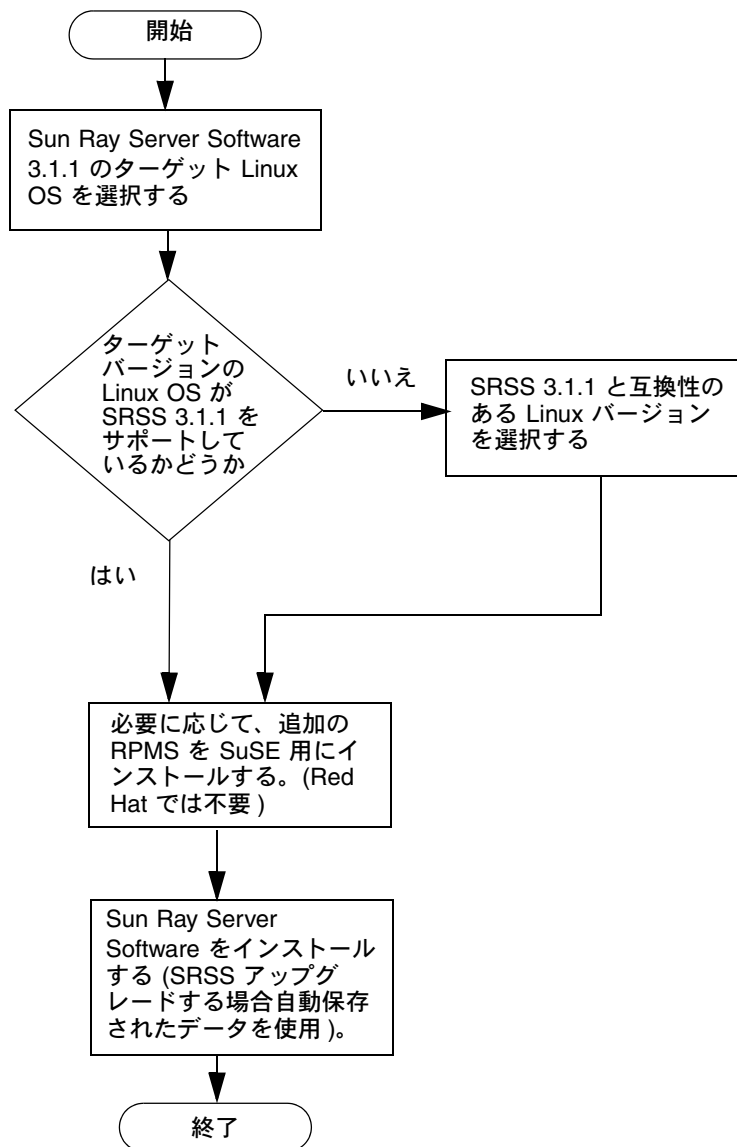 開始
Sun Ray Server Software
3.1.1 のターゲット Linux
OS を選択する
ターゲット
バージョンの
Linux OS が
SRSS 3.1.1 を
サポートして
いるかどうか
いいえ
SRSS 3.1.1 と互換性の
ある Linux バージョン
を選択する
はい
必要に応じて、追加の
RPMS を SuSE 用にイ
ンストールする。(Red
Hat では不要 )
Sun Ray Server
Software をインストール
する (SRSS アップグ
レードする場合自動保存
されたデータを使用 )。
終了